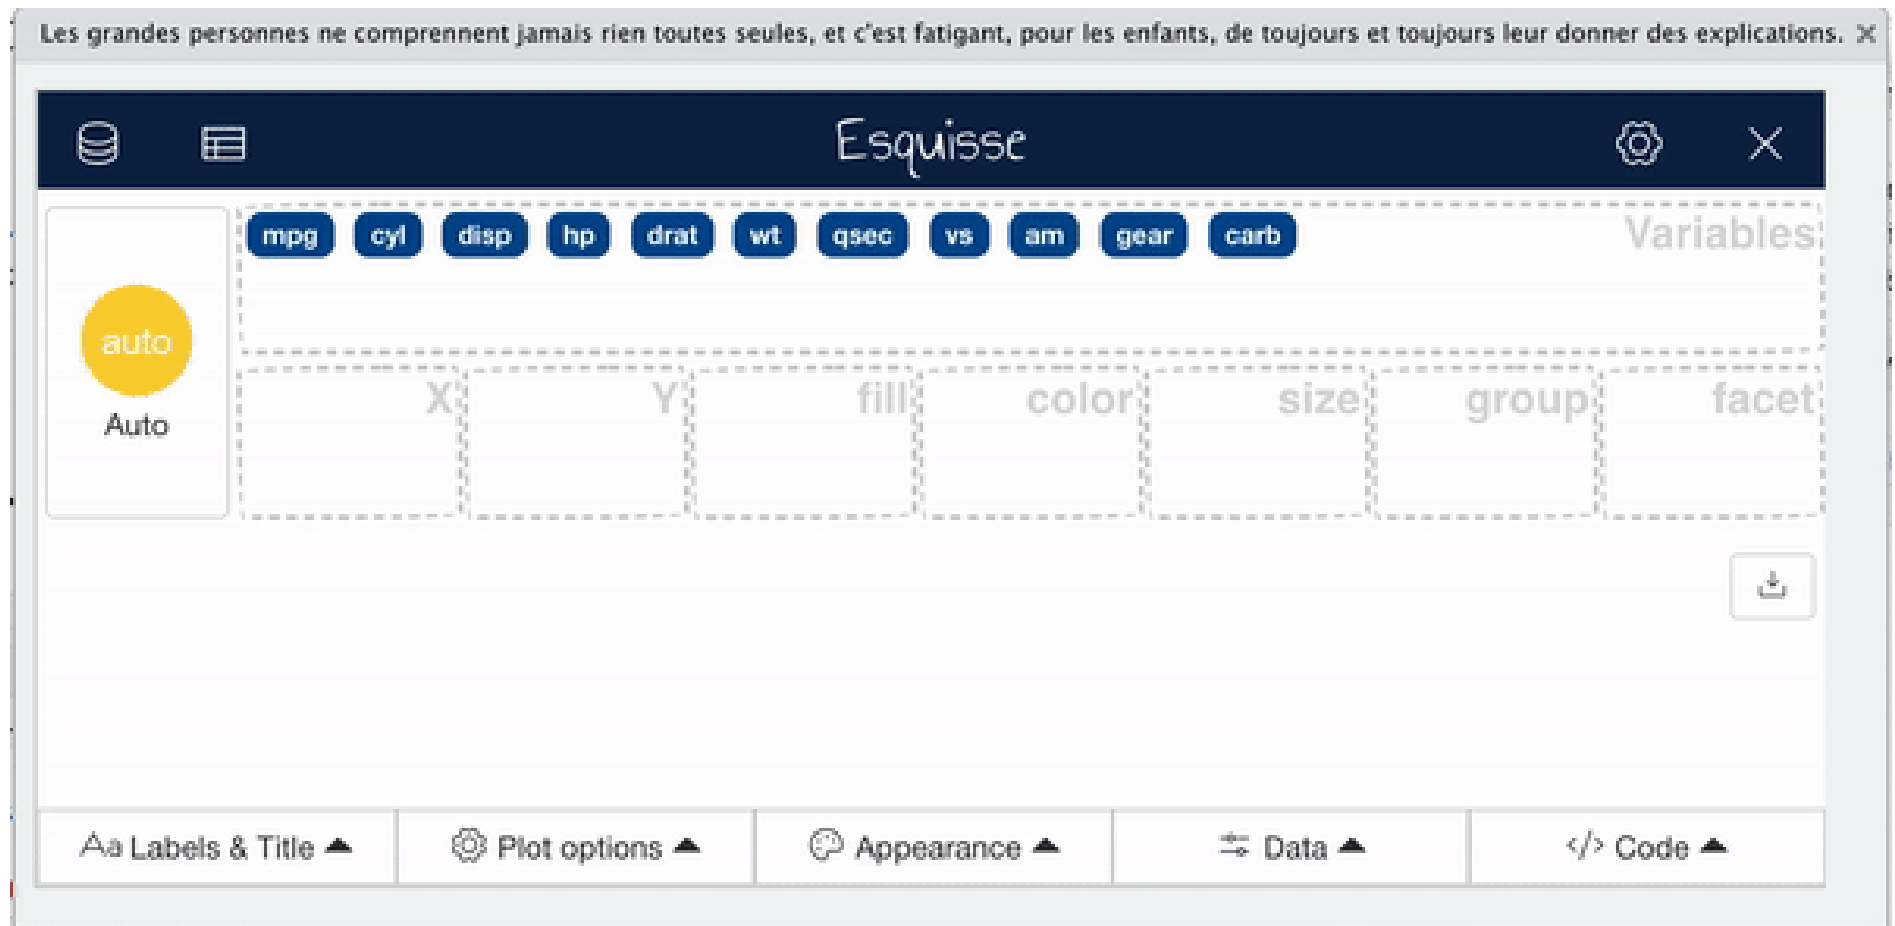 Les grandes personnes ne comprennent jamais rien toutes seules, et c'est fatigant, pour les enfants, de toujours et toujours leur donner des explications.
Esquisse
mpg cyl disp hp drat wt qsec vs am gear carb Variables
auto
Auto
X Y fill color size group facet
Aa Labels & Title Plot options Appearance Data </> Code